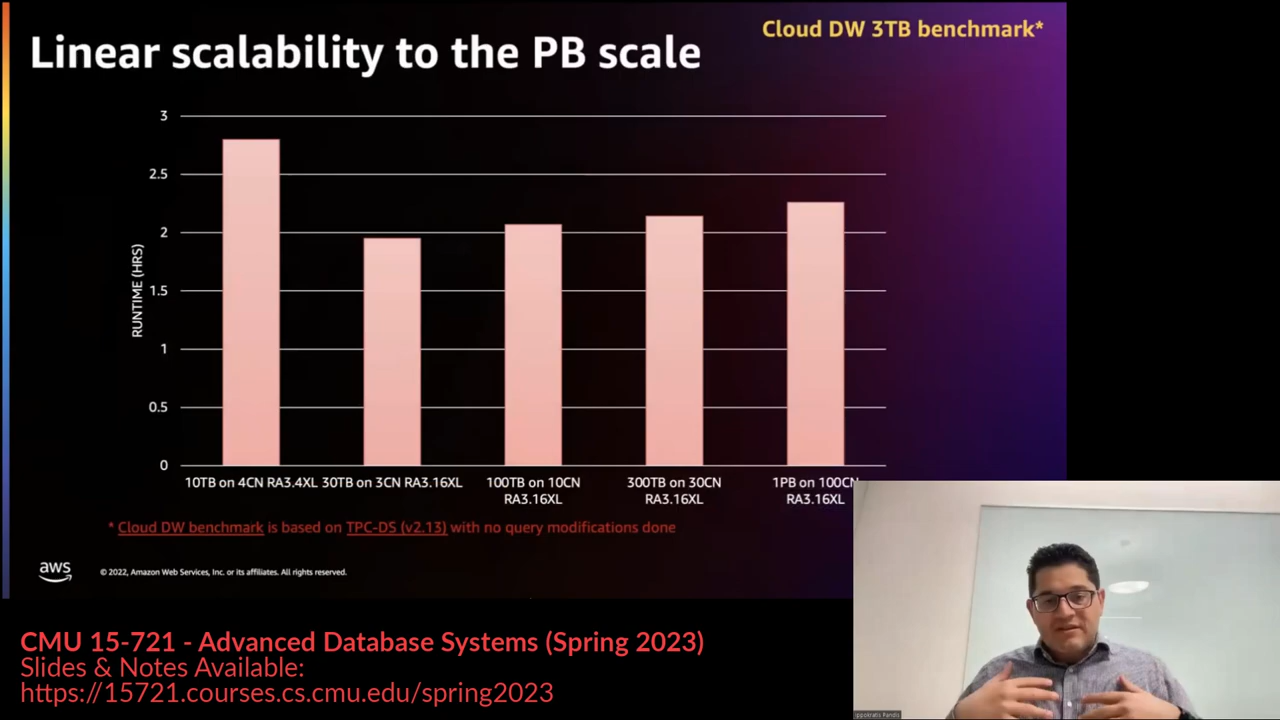 Cloud DW 3TB benchmark*
Linear scalability to the PB scale
3
2.5
2
1.5
1
0.5
0
RUNTIME (HRS)
10TB on 4CN RA3.4XL
30TB on 3CN RA3.16XL
100TB on 10CN
RA3.16XL
300TB on 30CN
RA3.16XL
1PB on 100CN
RA3.16XL
* Cloud DW benchmark is based on TPC-DS (v2.13) with no query modifications done
aws
© 2022, Amazon Web Services, Inc. or its affiliates. All rights reserved.
CMU 15-721 - Advanced Database Systems (Spring 2023)
Slides & Notes Available:
https://15721.courses.cs.cmu.edu/spring2023
Ippokratis Pandis